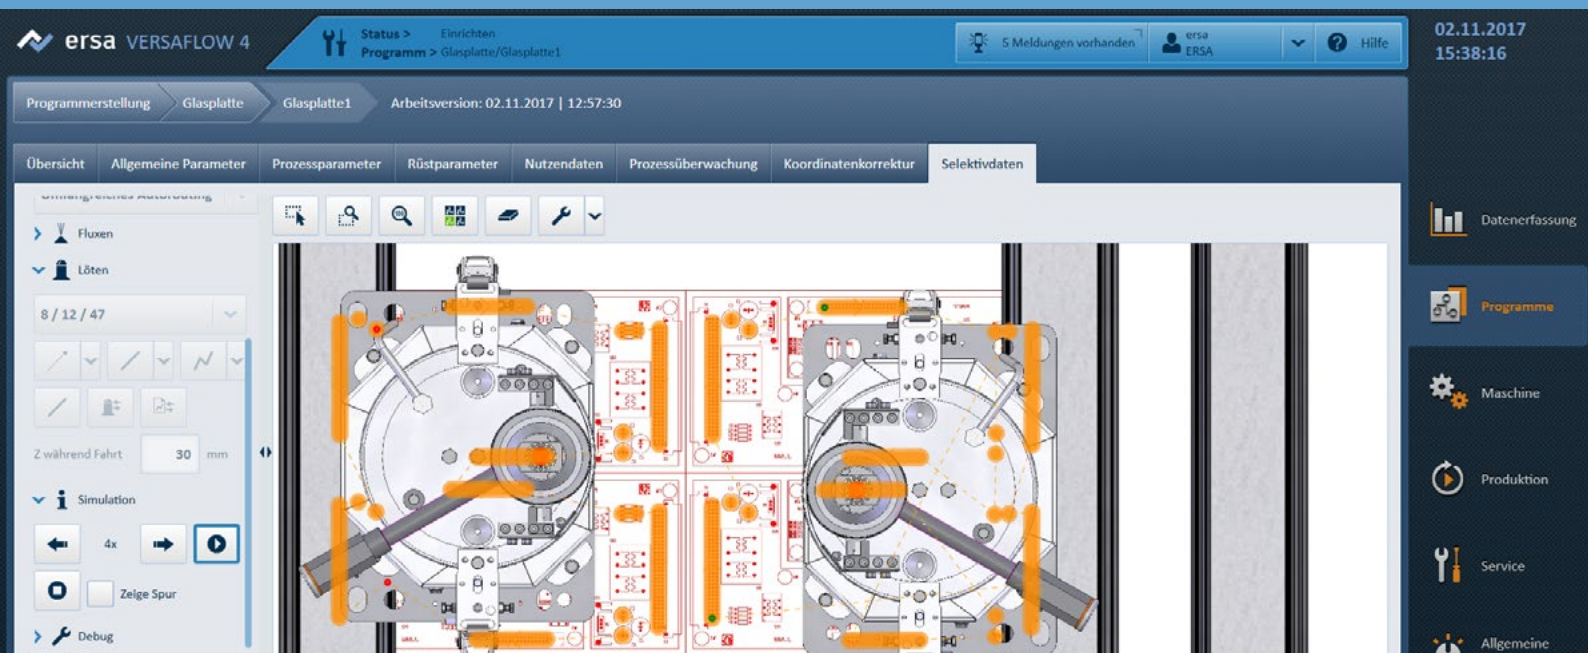 ersa VERSAFLOW 4
Status > Einrichten
Programm > Glasplatte/Glasplatte1
5 Meldungen vorhanden
ersa
ERSA
Hilfe
02.11.2017
15:38:16
Programmerstellung Glasplatte Glasplatte1 Arbeitsversion: 02.11.2017 | 12:57:30
Übersicht Allgemeine Parameter Prozessparameter Rüstparameter Nutzendaten Prozessüberwachung Koordinatenkorrektur Selektivdaten
Umfangreiches Autorouting
Fluxen
Löten
8 / 12 / 47
Z während Fahrt 30 mm
Simulation
4x
Zeige Spur
Debug
100
Datenerfassung
Programme
Maschine
Produktion
Service
Allgemeine